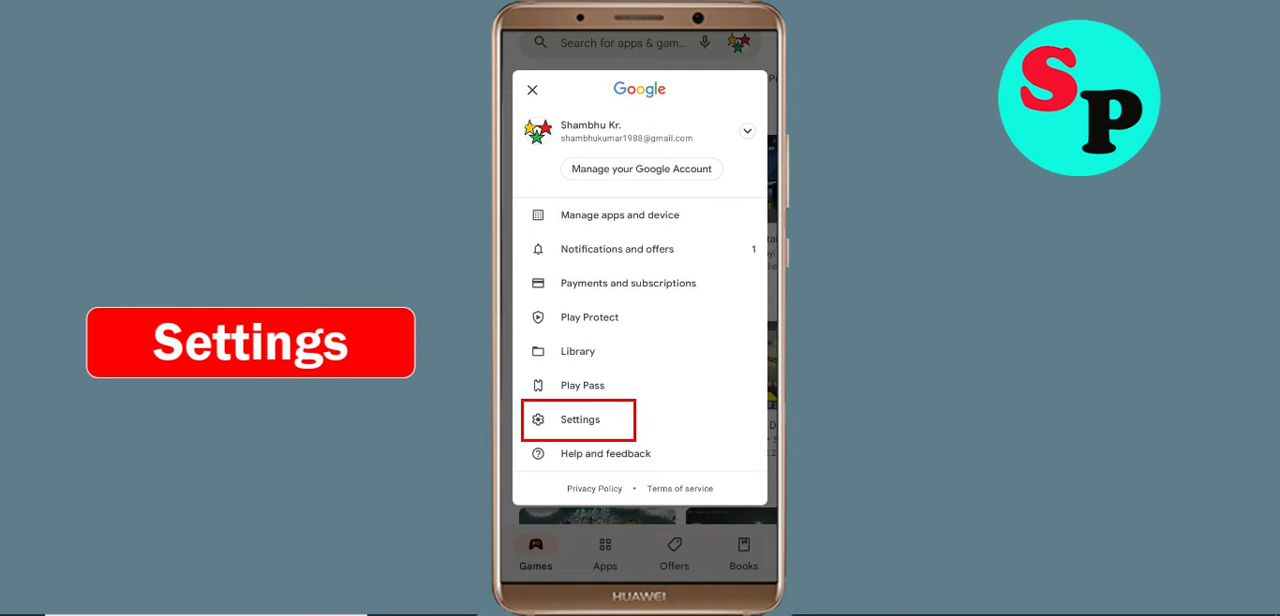 Search for apps & gam...
Google
Shambhu Kr.
shambhukumar1988@gmail.com
Manage your Google Account
Manage apps and device
Notifications and offers 1
Payments and subscriptions
Play Protect
Library
Play Pass
Settings
Help and feedback
Privacy Policy • Terms of service
Games Apps Offers Books
HUAWEI
Settings
SP